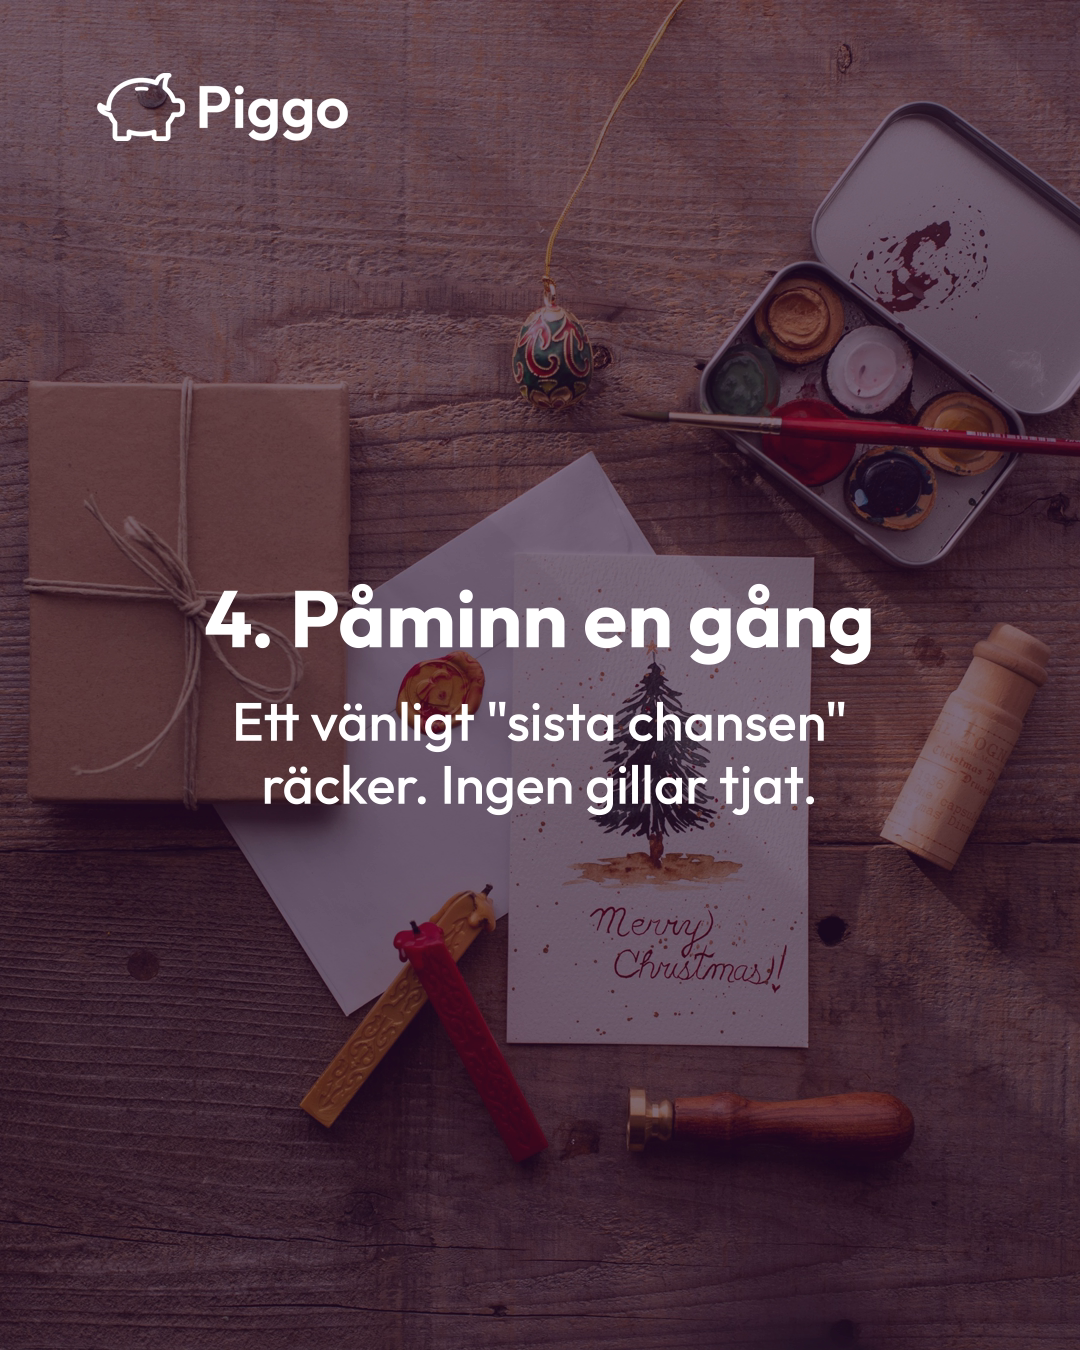 Piggo
4. Påminn en gång
Ett vänligt "sista chansen"
räcker. Ingen gillar tjat.
Merry
Christmas!!